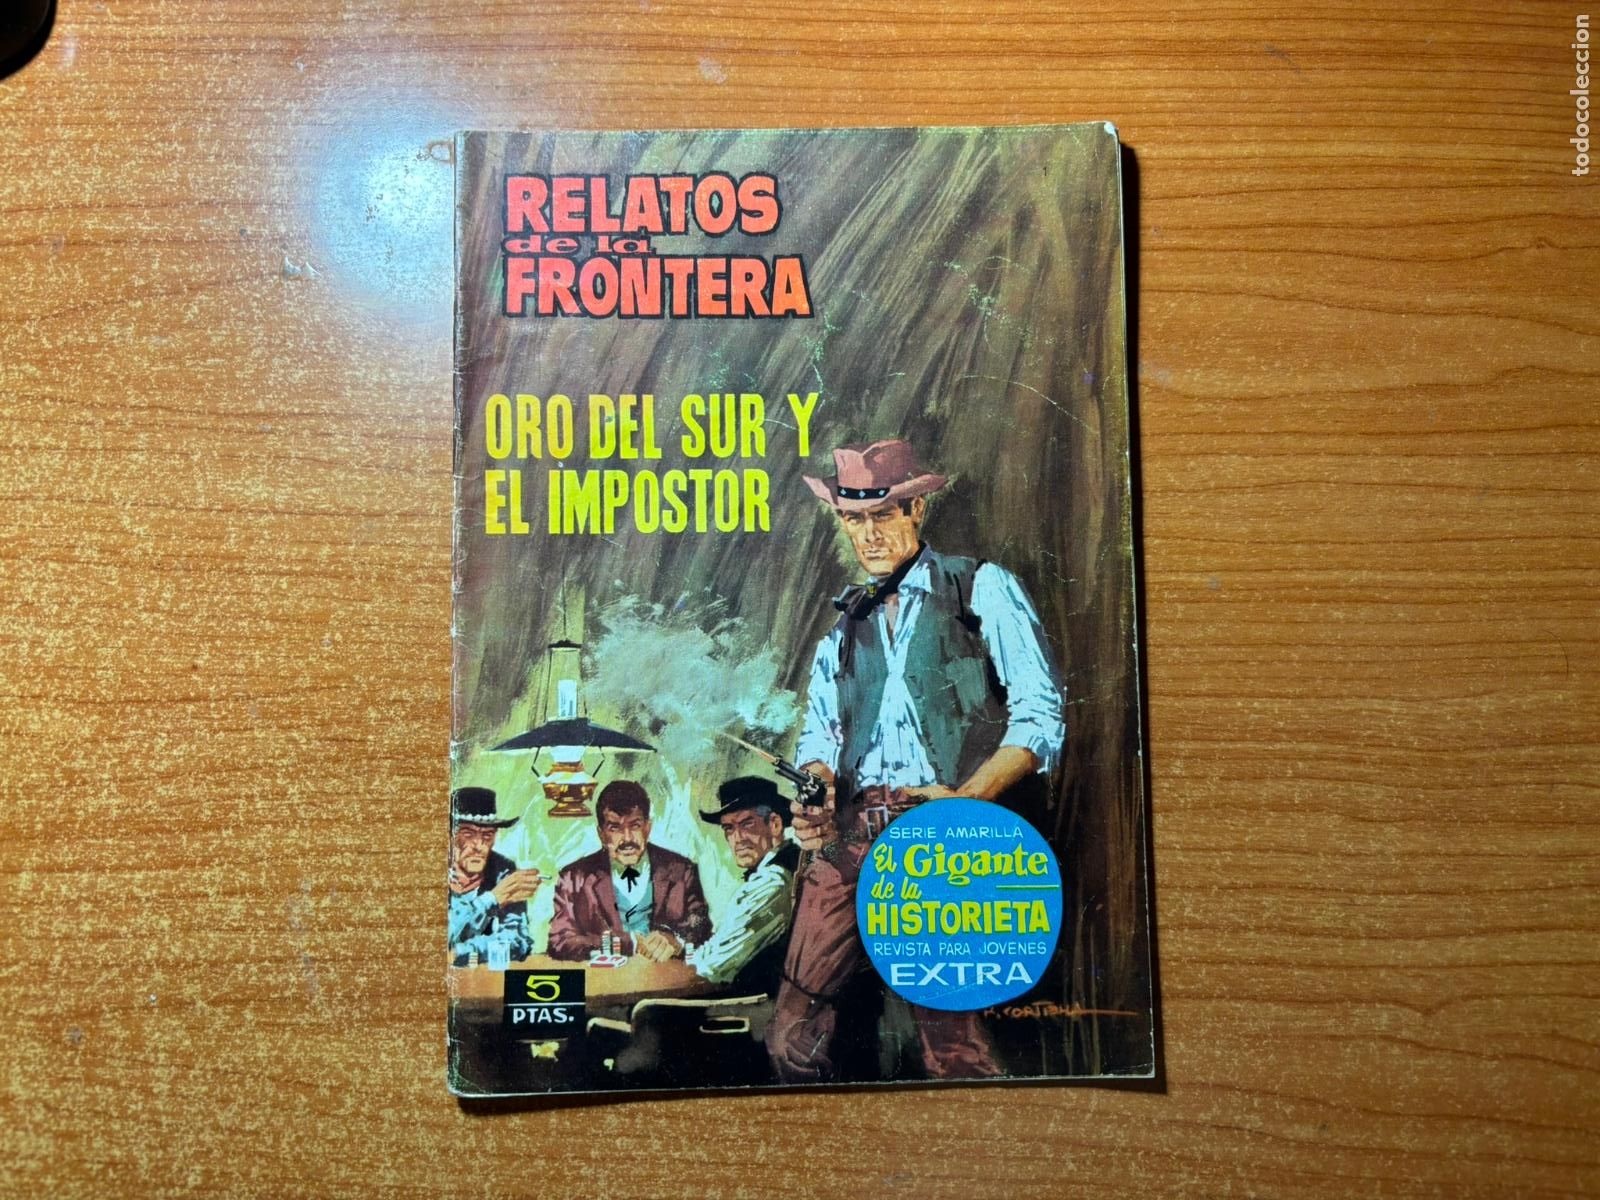 1
RELATOS
de la
FRONTERA
ORO DEL SUR Y
EL IMPOSTOR
SERIE AMARILLA
El Gigante
de la
HISTORIETA
REVISTA PARA JOVENES
EXTRA
5
PTAS.
todocoleccion